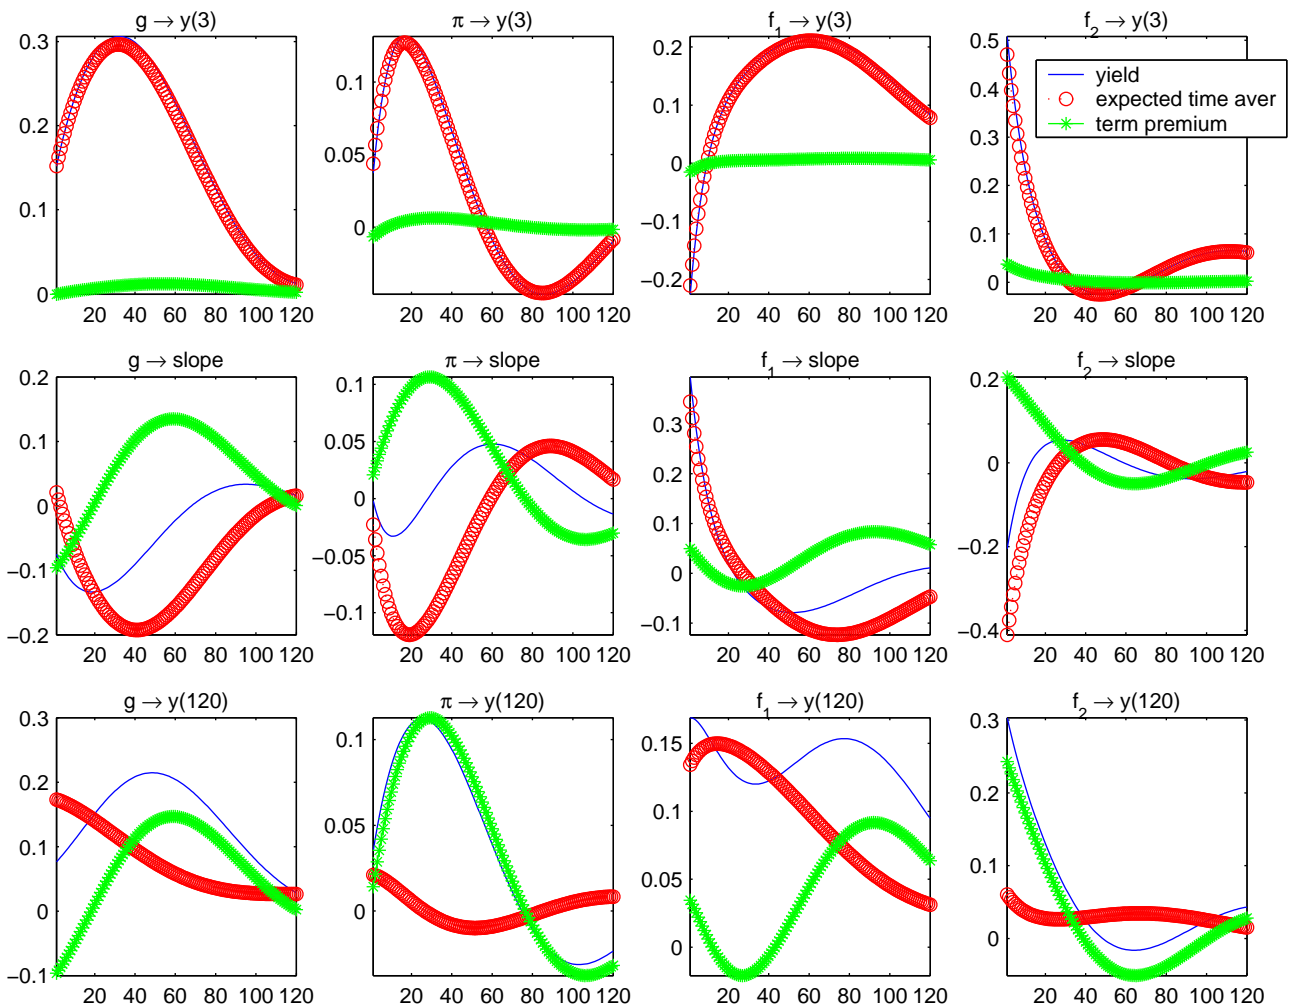 g → y(3)
0.3
0.2
0.1
0
20 40 60 80 100 120
π → y(3)
0.1
0.05
0
20 40 60 80 100 120
f1 → y(3)
0.2
0.1
0
−0.1
−0.2
20 40 60 80 100 120
f2 → y(3)
0.5
0.4
0.3
0.2
0.1
0
20 40 60 80 100 120
yield
expected time aver
term premium
g → slope
0.2
0.1
0
−0.1
−0.2
20 40 60 80 100 120
π → slope
0.1
0.05
0
−0.05
−0.1
20 40 60 80 100 120
f1 → slope
0.3
0.2
0.1
0
−0.1
20 40 60 80 100 120
f2 → slope
0.2
0
−0.2
−0.4
20 40 60 80 100 120
g → y(120)
0.3
0.2
0.1
0
−0.1
20 40 60 80 100 120
π → y(120)
0.1
0.05
0
20 40 60 80 100 120
f1 → y(120)
0.15
0.1
0.05
0
20 40 60 80 100 120
f2 → y(120)
0.3
0.2
0.1
0
20 40 60 80 100 120